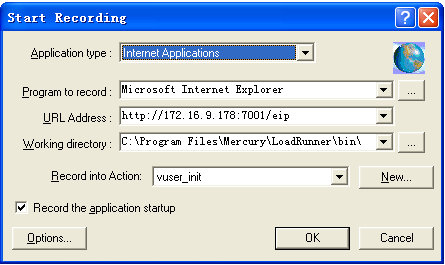 Start Recording
Application type : Internet Applications
Program to record : Microsoft Internet Explorer ...
URL Address : http://172.16.9.178:7001/eip
Working directory : C:\Program Files\Mercury\LoadRunner\bin\ ...
Record into Action: vuser_init New...
Record the application startup
Options... OK Cancel